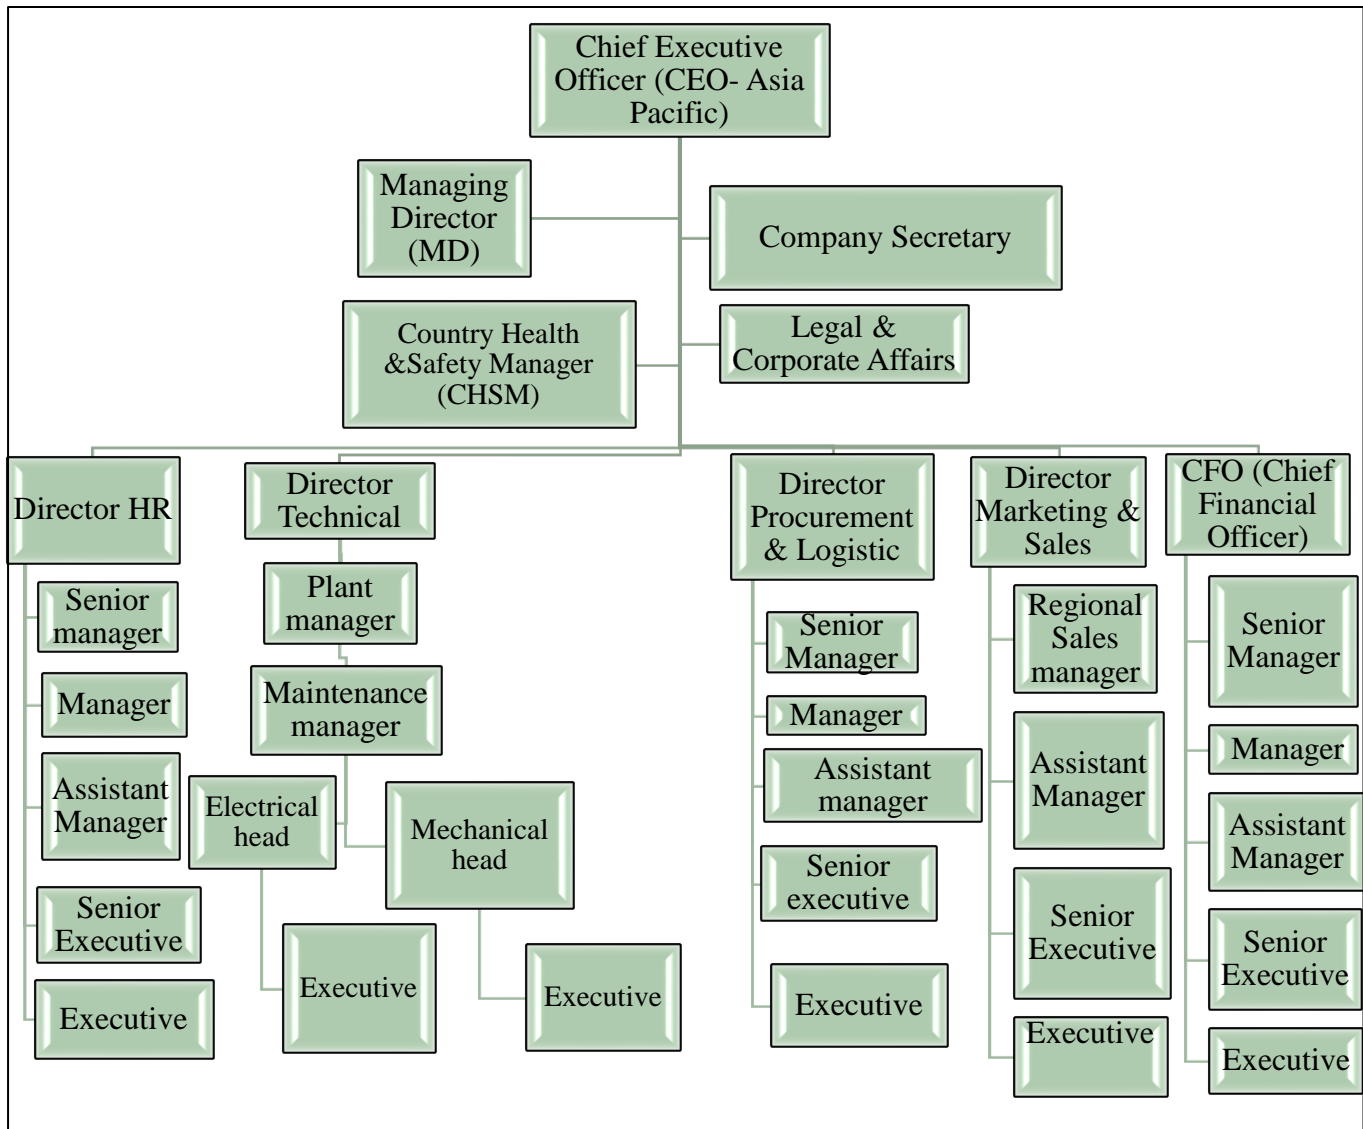 Chief Executive
Officer (CEO- Asia
Pacific)
Managing
Director
(MD)
Company Secretary
Country Health
&Safety Manager
(CHSM)
Legal &
Corporate Affairs
Director HR
Senior
manager
Manager
Assistant
Manager
Senior
Executive
Executive
Director
Technical
Plant
manager
Maintenance
manager
Electrical
head
Executive
Mechanical
head
Executive
Director
Procurement
& Logistic
Senior
Manager
Manager
Assistant
manager
Senior
executive
Executive
Director
Marketing &
Sales
Regional
Sales
manager
Assistant
Manager
Senior
Executive
Executive
CFO (Chief
Financial
Officer)
Senior
Manager
Manager
Assistant
Manager
Senior
Executive
Executive